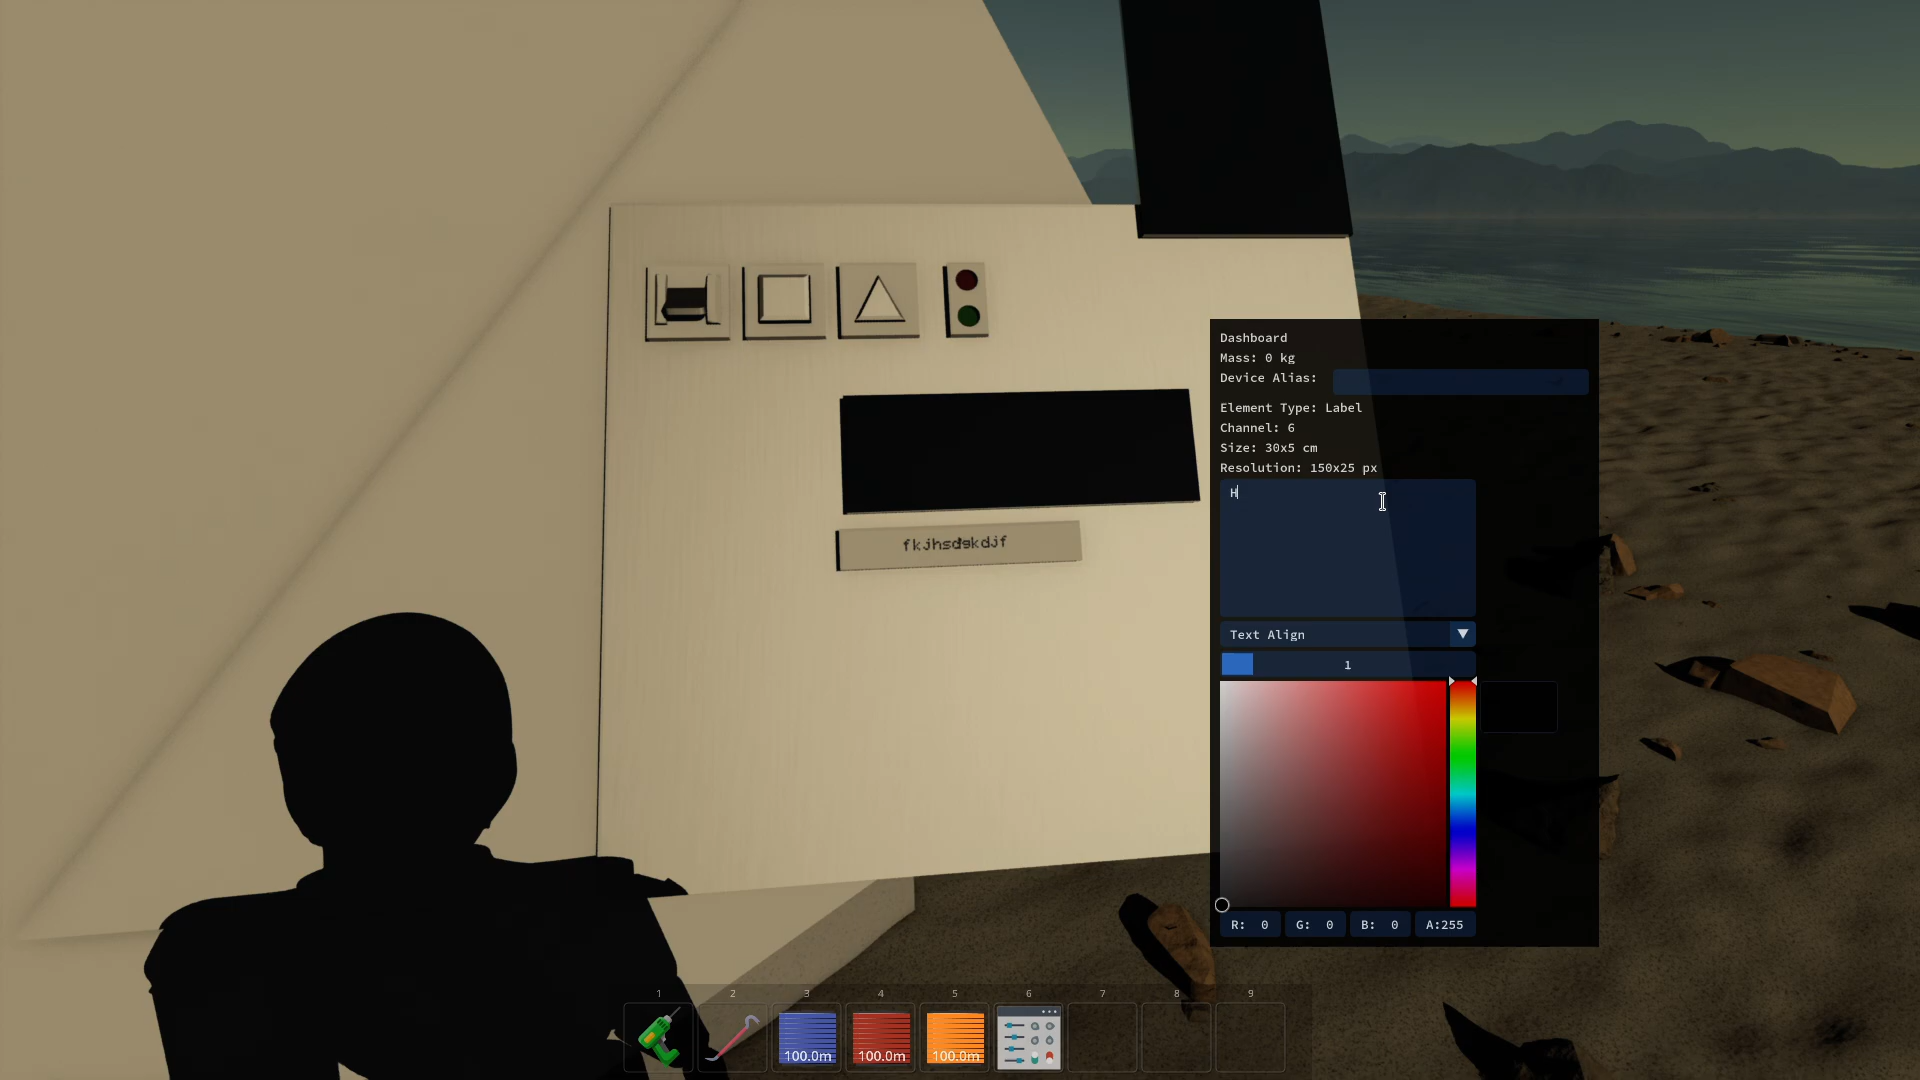 fkjhsdgkdjf
Dashboard
Mass: 0 kg
Device Alias:
Element Type: Label
Channel: 6
Size: 30x5 cm
Resolution: 150x25 px
H
Text Align
1
R: 0 G: 0 B: 0 A:255
1 2 3 4 5 6 7 8 9
100.0m 100.0m 100.0m